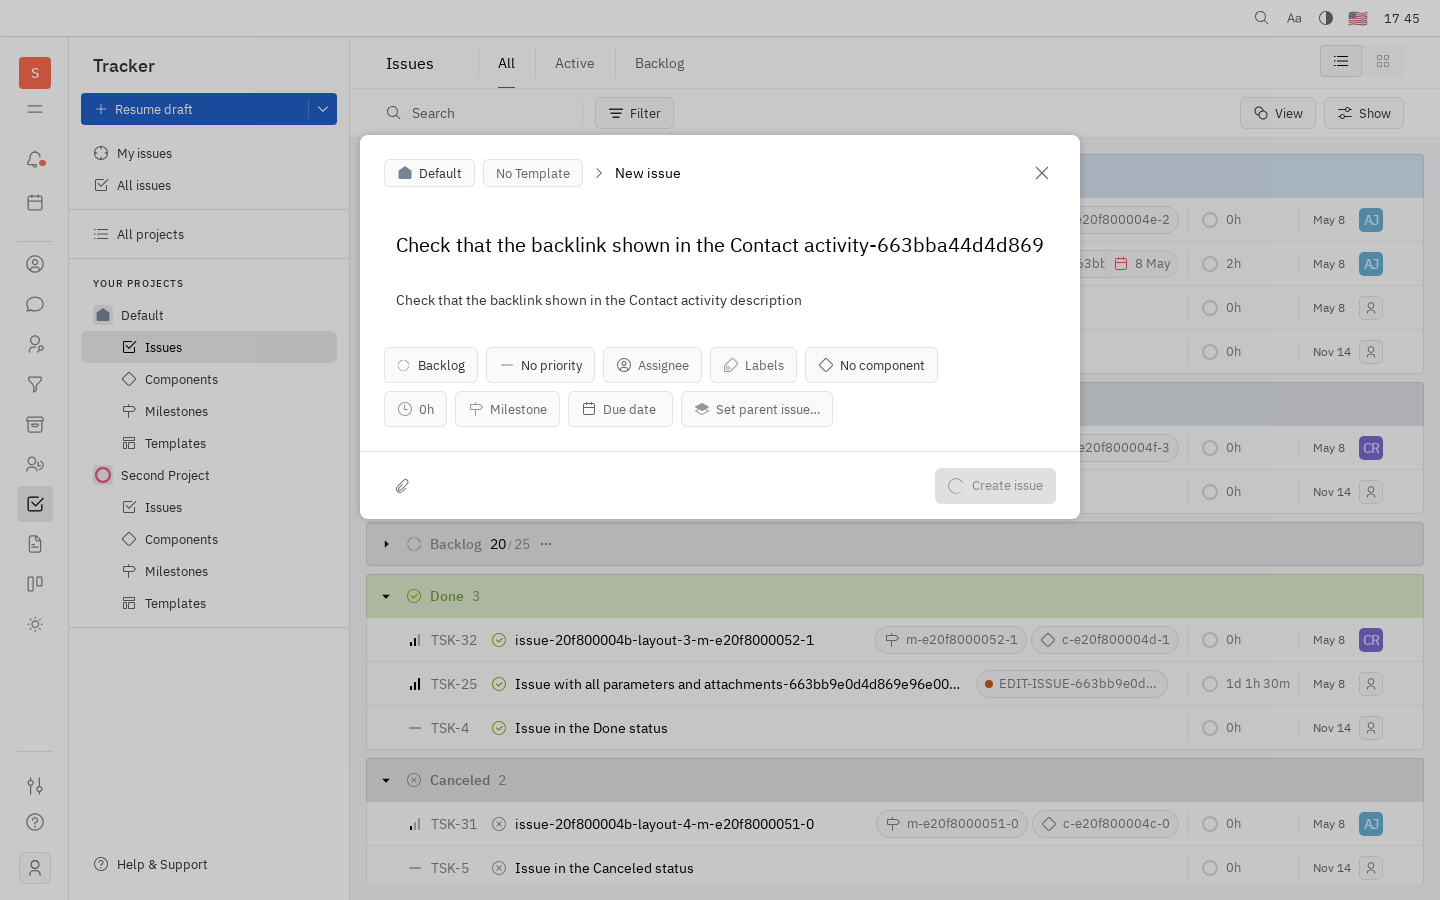 Aa 17 45
S
Tracker
Resume draft
My issues
All issues
All projects
YOUR PROJECTS
Default
Issues
Components
Milestones
Templates
Second Project
Issues
Components
Milestones
Templates
Help & Support
Issues All Active Backlog
Search Filter View Show
Default No Template New issue
Check that the backlink shown in the Contact activity-663bba44d4d869
Check that the backlink shown in the Contact activity description
Backlog No priority Assignee Labels No component
0h Milestone Due date Set parent issue...
Create issue
e20f800004e-2 0h May 8 AJ
63bb 8 May 2h May 8 AJ
0h May 8
0h Nov 14
e20f800004f-3 0h May 8 CR
0h Nov 14
Backlog 20/25 ...
Done 3
TSK-32 issue-20f800004b-layout-3-m-e20f8000052-1 m-e20f8000052-1 c-e20f800004d-1 0h May 8 CR
TSK-25 Issue with all parameters and attachments-663bb9e0d4d869e96e00... EDIT-ISSUE-663bb9e0d... 1d 1h 30m May 8
TSK-4 Issue in the Done status 0h Nov 14
Canceled 2
TSK-31 issue-20f800004b-layout-4-m-e20f8000051-0 m-e20f8000051-0 c-e20f800004c-0 0h May 8 AJ
TSK-5 Issue in the Canceled status 0h Nov 14